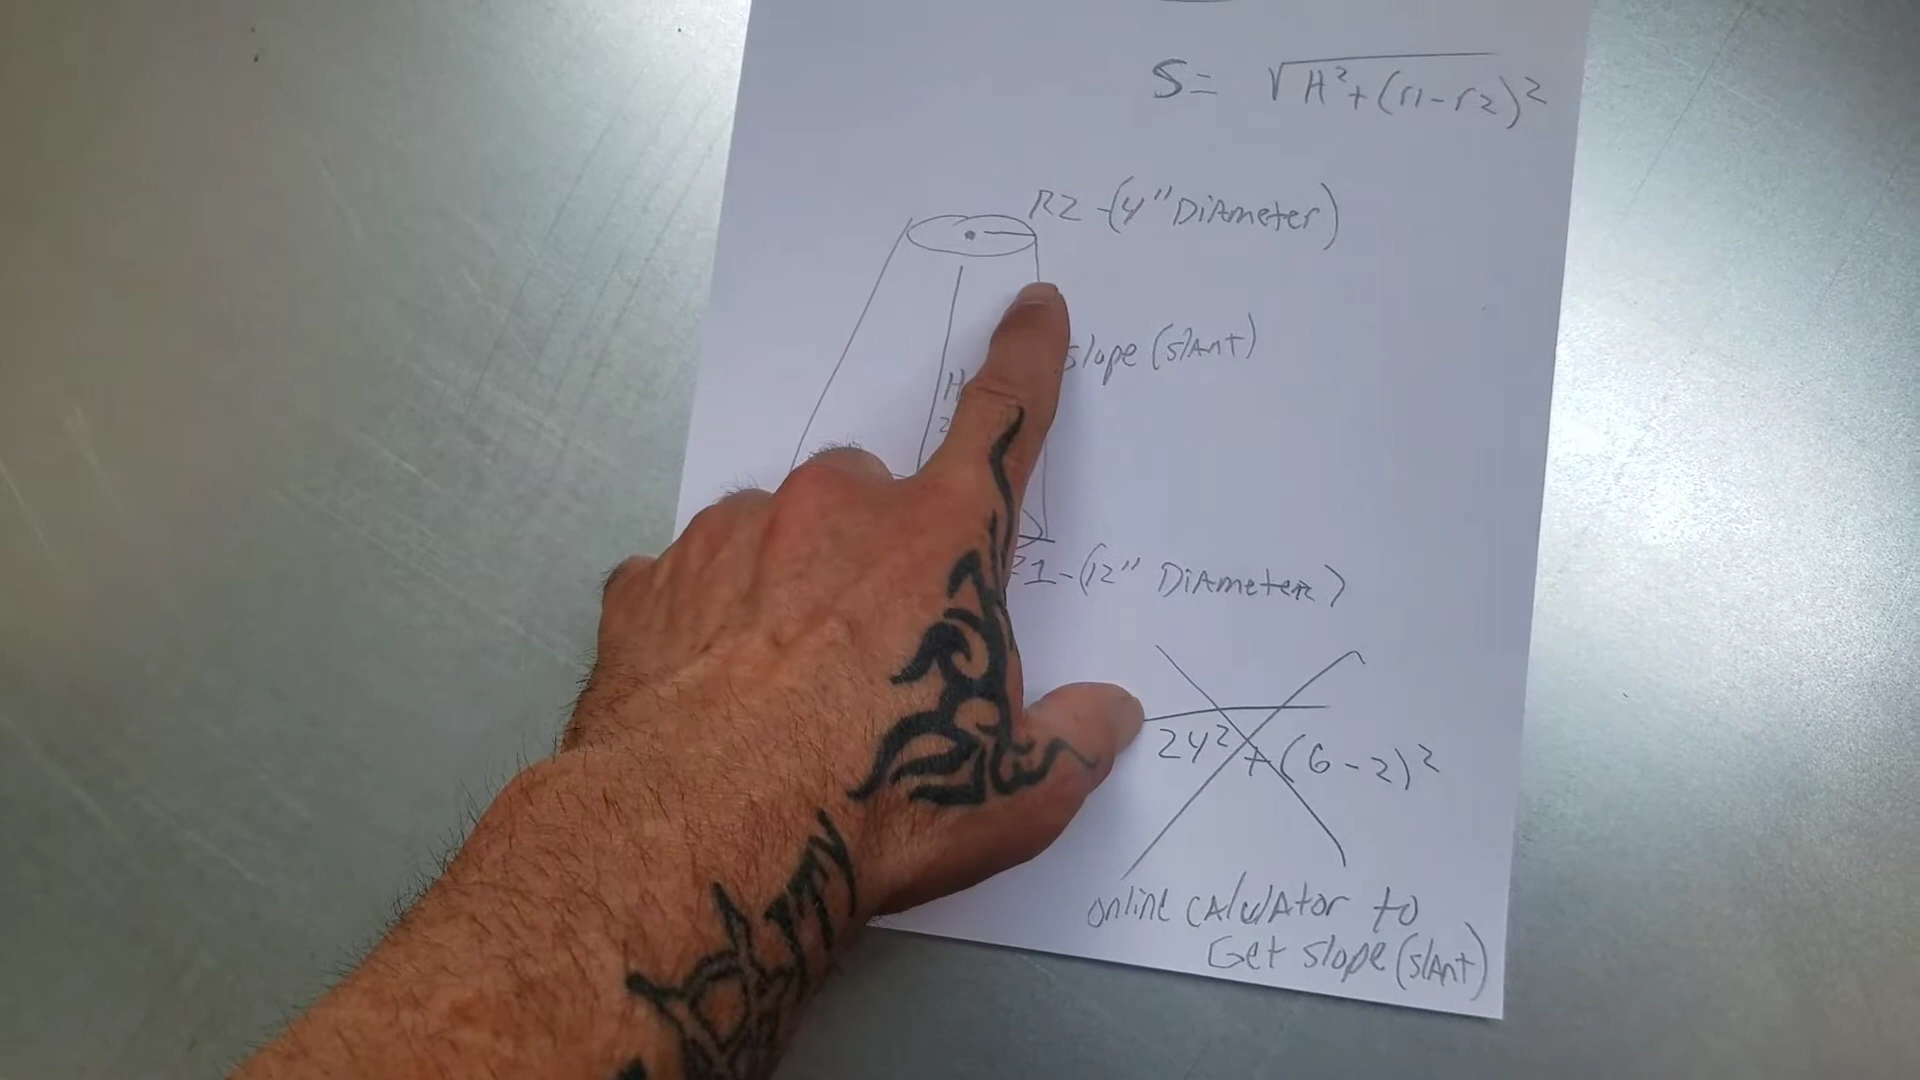 S = √H²+(r1-r2)²
R2 -(4" DiAmeter)
slope (slAnt)
H
2
1-(12" DiAmeter)
24²+(6-2)²
online cAlculAtor to
Get slope (slAnt)